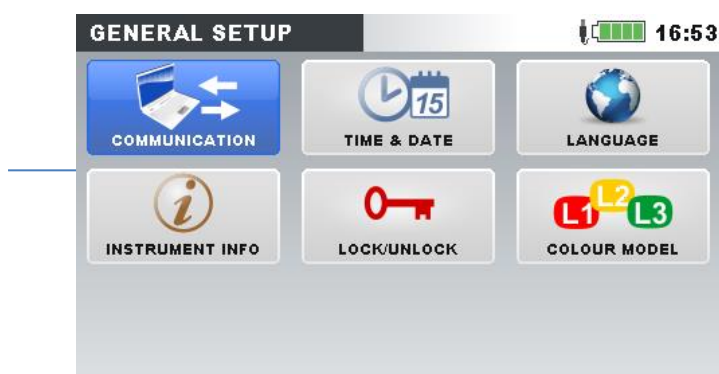 GENERAL SETUP 16:53
15
COMMUNICATION TIME & DATE LANGUAGE
i L1 L2 L3
INSTRUMENT INFO LOCK/UNLOCK COLOUR MODEL